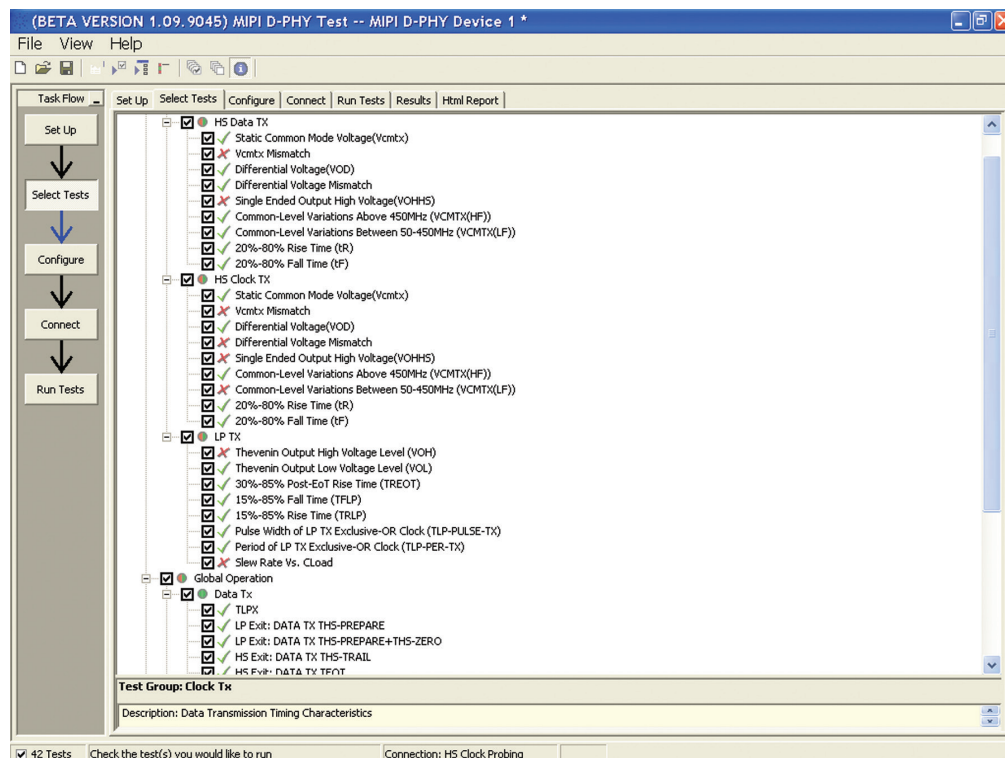 (BETA VERSION 1.09.9045) MIPI D-PHY Test -- MIPI D-PHY Device 1 *
File View Help
Task Flow
Set Up
Select Tests
Configure
Connect
Run Tests
Set Up Select Tests Configure Connect Run Tests Results Html Report
HS Data TX
Static Common Mode Voltage(Vcmtx)
Vcmtx Mismatch
Differential Voltage(VOD)
Differential Voltage Mismatch
Single Ended Output High Voltage(VOHHS)
Common-Level Variations Above 450MHz (VCMTX(HF))
Common-Level Variations Between 50-450MHz (VCMTX(LF))
20%-80% Rise Time (tR)
20%-80% Fall Time (tF)
HS Clock TX
Static Common Mode Voltage(Vcmtx)
Vcmtx Mismatch
Differential Voltage(VOD)
Differential Voltage Mismatch
Single Ended Output High Voltage(VOHHS)
Common-Level Variations Above 450MHz (VCMTX(HF))
Common-Level Variations Between 50-450MHz (VCMTX(LF))
20%-80% Rise Time (tR)
20%-80% Fall Time (tF)
LP TX
Thevenin Output High Voltage Level (VOH)
Thevenin Output Low Voltage Level (VOL)
30%-85% Post-EoT Rise Time (TREOT)
15%-85% Fall Time (TFLP)
15%-85% Rise Time (TRLP)
Pulse Width of LP TX Exclusive-OR Clock (TLP-PULSE-TX)
Period of LP TX Exclusive-OR Clock (TLP-PER-TX)
Slew Rate Vs. CLoad
Global Operation
Data Tx
TLPX
LP Exit: DATA TX THS-PREPARE
LP Exit: DATA TX THS-PREPARE+THS-ZERO
HS Exit: DATA TX THS-TRAIL
HS Exit: DATA TX TEOT
Test Group: Clock Tx
Description: Data Transmission Timing Characteristics
42 Tests Check the test(s) you would like to run Connection: HS Clock Probing